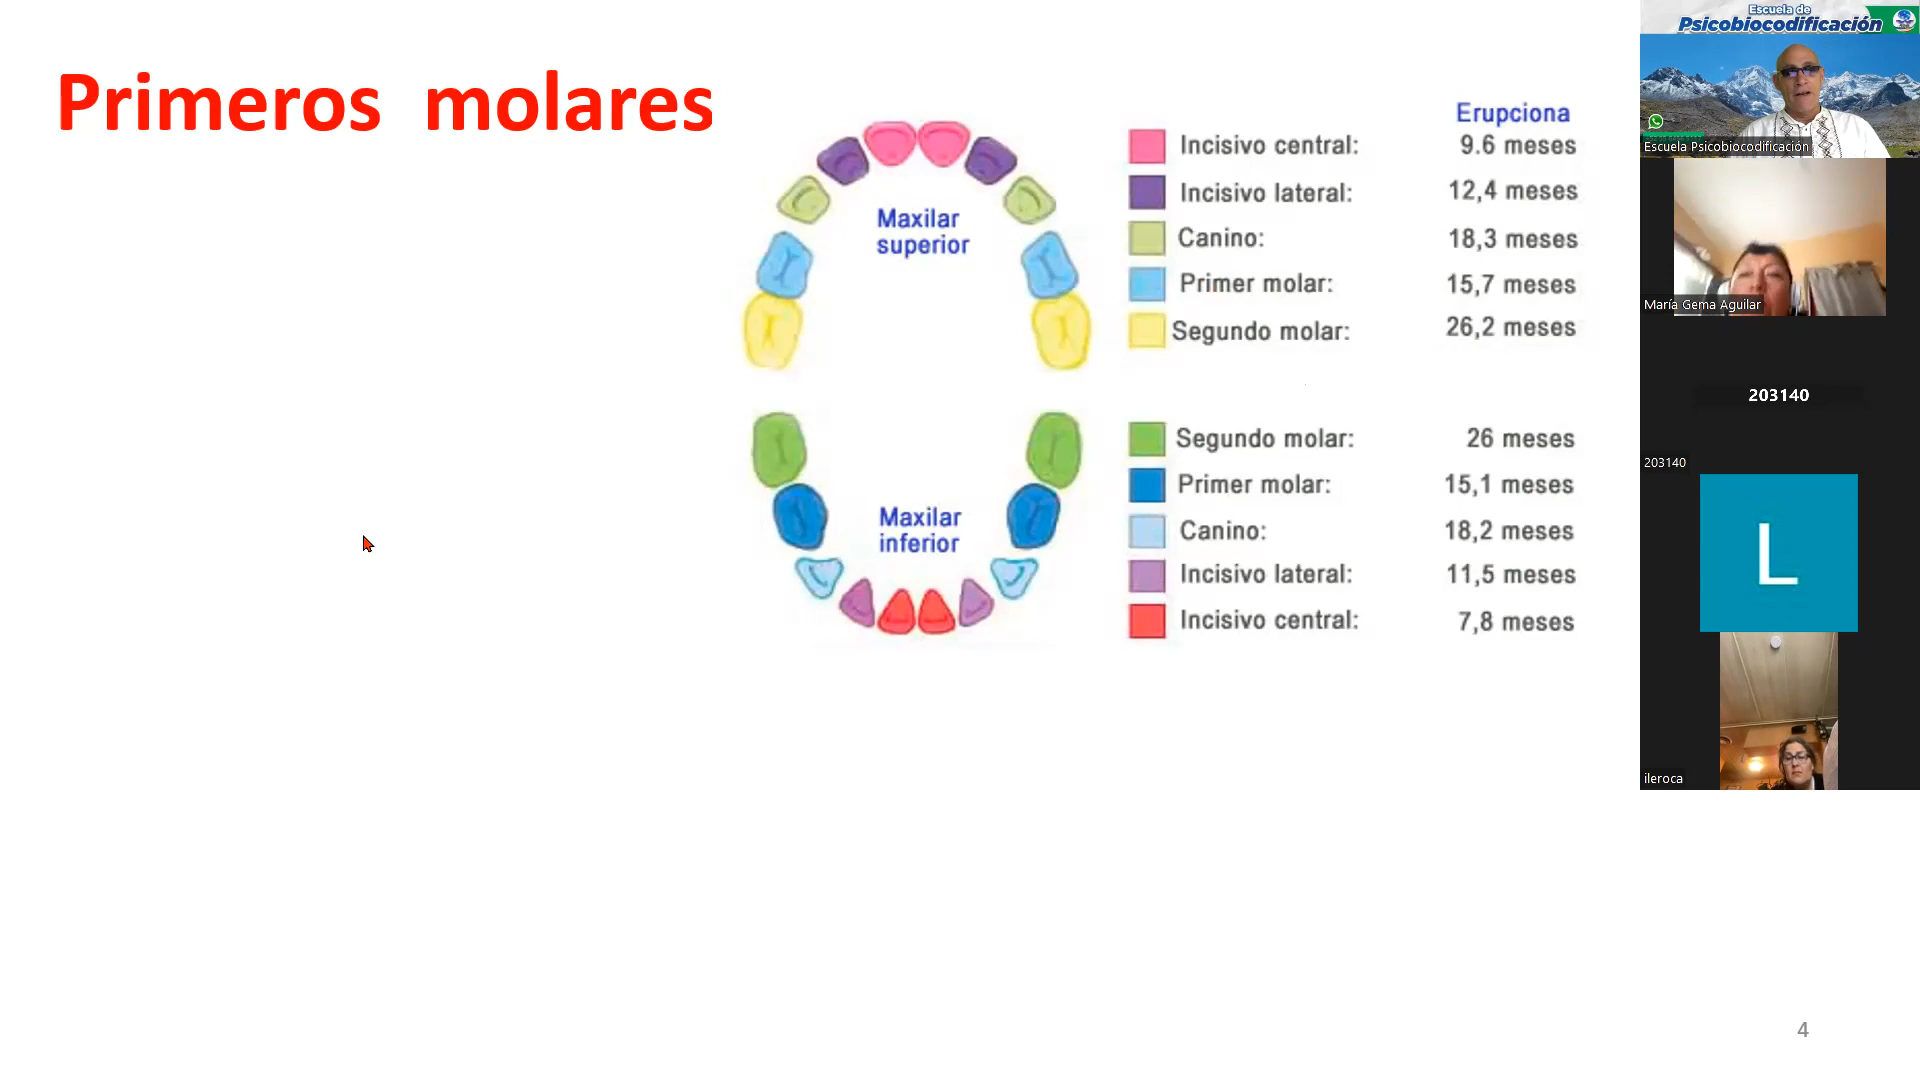 Primeros molares
Erupciona
Incisivo central: 9.6 meses
Incisivo lateral: 12,4 meses
Canino: 18,3 meses
Primer molar: 15,7 meses
Segundo molar: 26,2 meses
Maxilar
superior
Segundo molar: 26 meses
Primer molar: 15,1 meses
Canino: 18,2 meses
Incisivo lateral: 11,5 meses
Incisivo central: 7,8 meses
Maxilar
inferior
4
Escuela de
Psicobiocodificación
Escuela Psicobiocodificación
María Gema Aguilar
203140
203140
L
ileroca